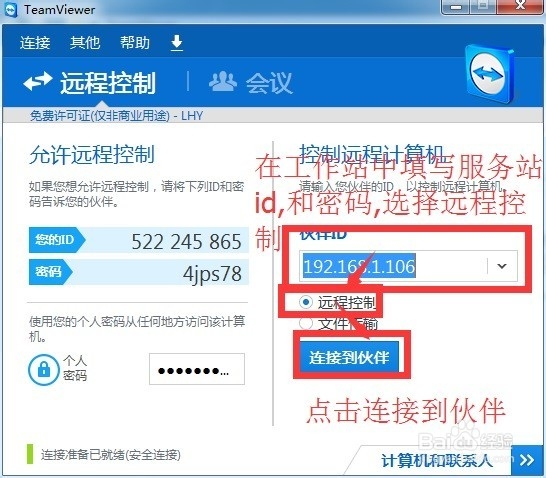 TeamViewer
连接 其他 帮助
远程控制 会议
免费许可证(仅非商业用途) - LHY
允许远程控制
如果您想允许远程控制，请将下列ID和密
码告诉您的伙伴。
您的ID 522 245 865
密码 4jps78
使用您的个人密码从任何地方访问该计算
机。
个人
密码
控制远程计算机
请输入您伙伴的ID，以控制远程计算机
在工作站中填写服务站
id,和密码,选择远程控
制
伙伴ID
192.168.1.106
远程控制
文件传输
连接到伙伴
点击连接到伙伴
连接准备已就绪(安全连接)
计算机和联系人
Baidu 经验